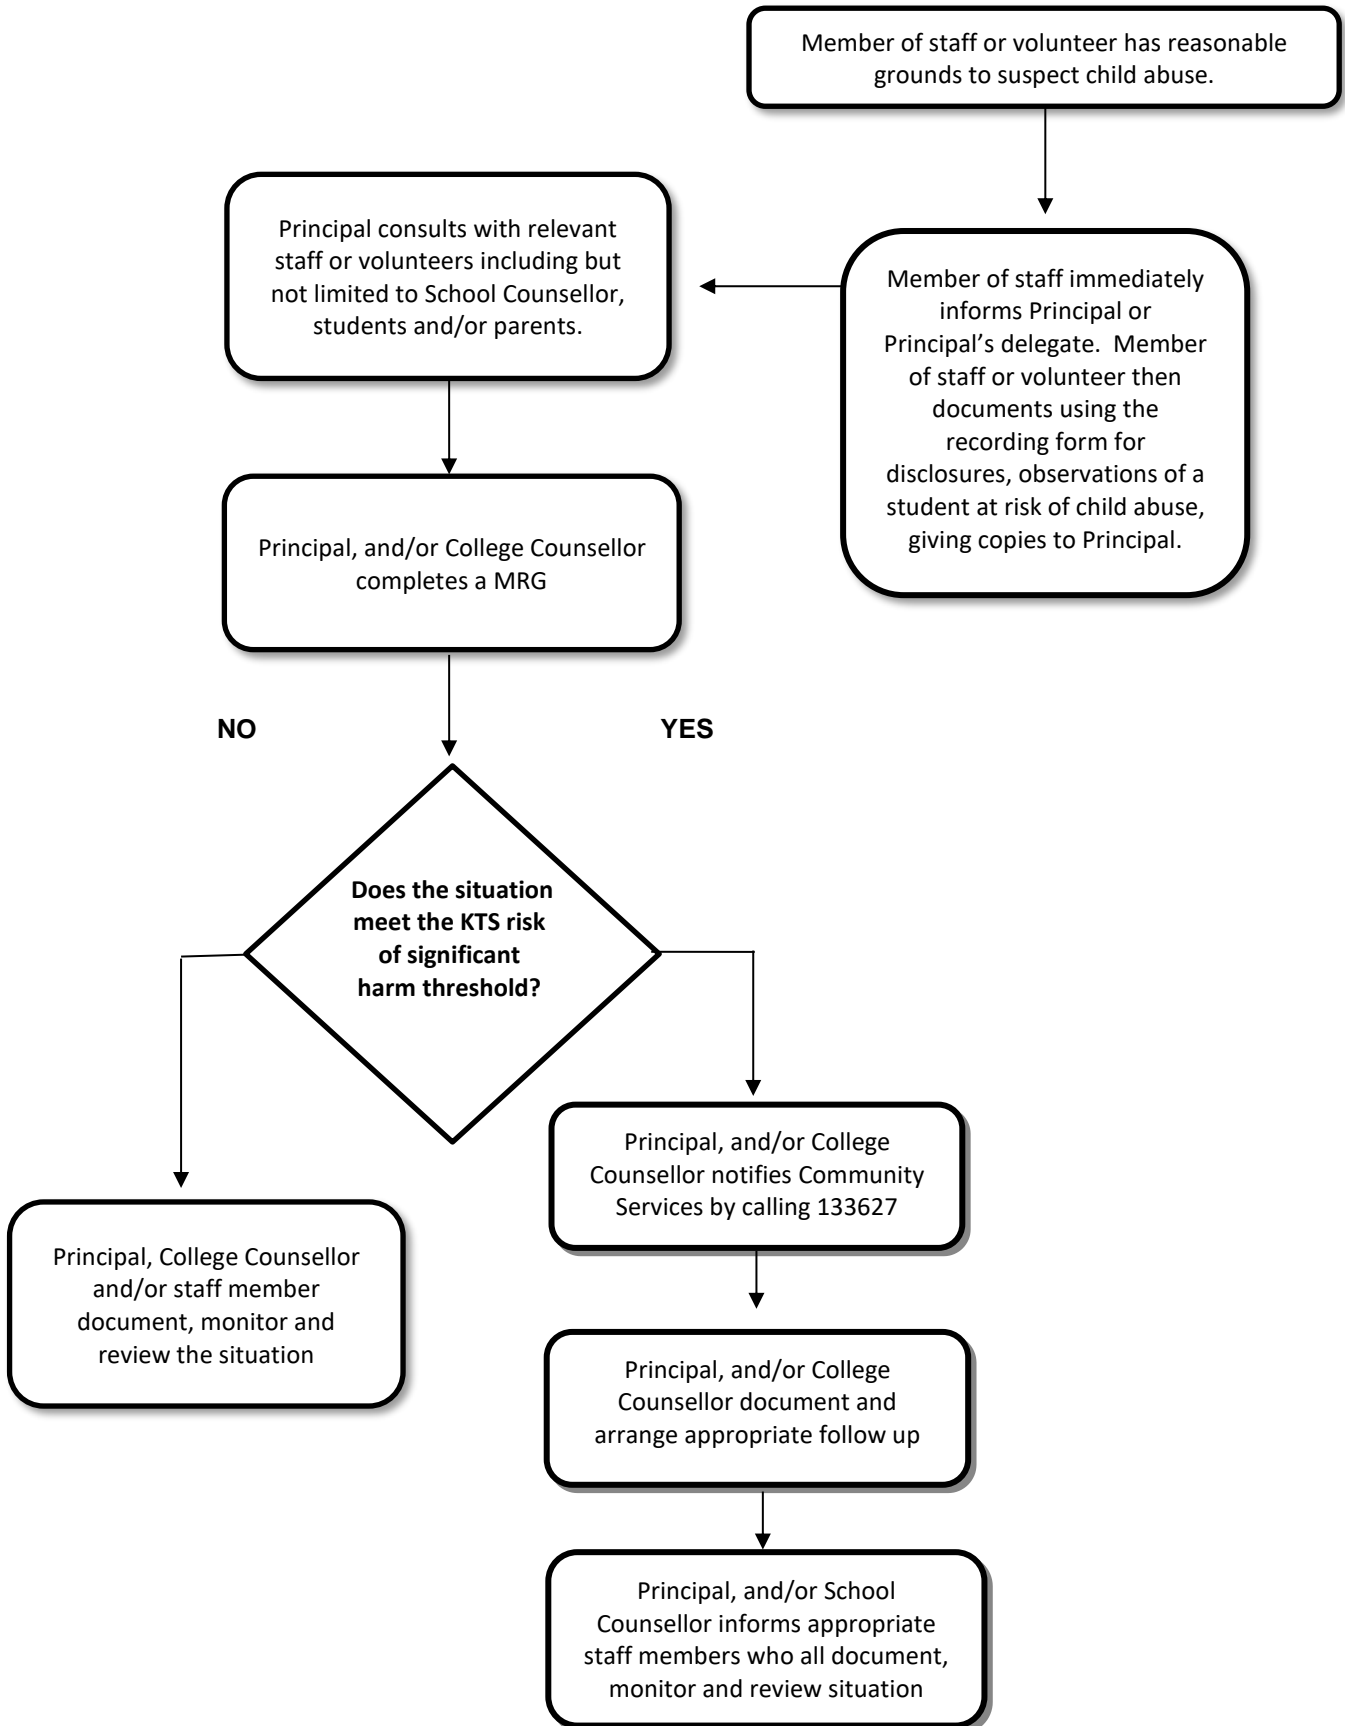 Member of staff or volunteer has reasonable
grounds to suspect child abuse.
Member of staff immediately
informs Principal or
Principal’s delegate.  Member
of staff or volunteer then
documents using the
recording form for
disclosures, observations of a
student at risk of child abuse,
giving copies to Principal.
Principal consults with relevant
staff or volunteers including but
not limited to School Counsellor,
students and/or parents.
Principal, and/or College Counsellor
completes a MRG
NO
YES
Does the situation
meet the KTS risk
of significant
harm threshold?
Principal, College Counsellor
and/or staff member
document, monitor and
review the situation
Principal, and/or College
Counsellor notifies Community
Services by calling 133627
Principal, and/or College
Counsellor document and
arrange appropriate follow up
Principal, and/or School
Counsellor informs appropriate
staff members who all document,
monitor and review situation